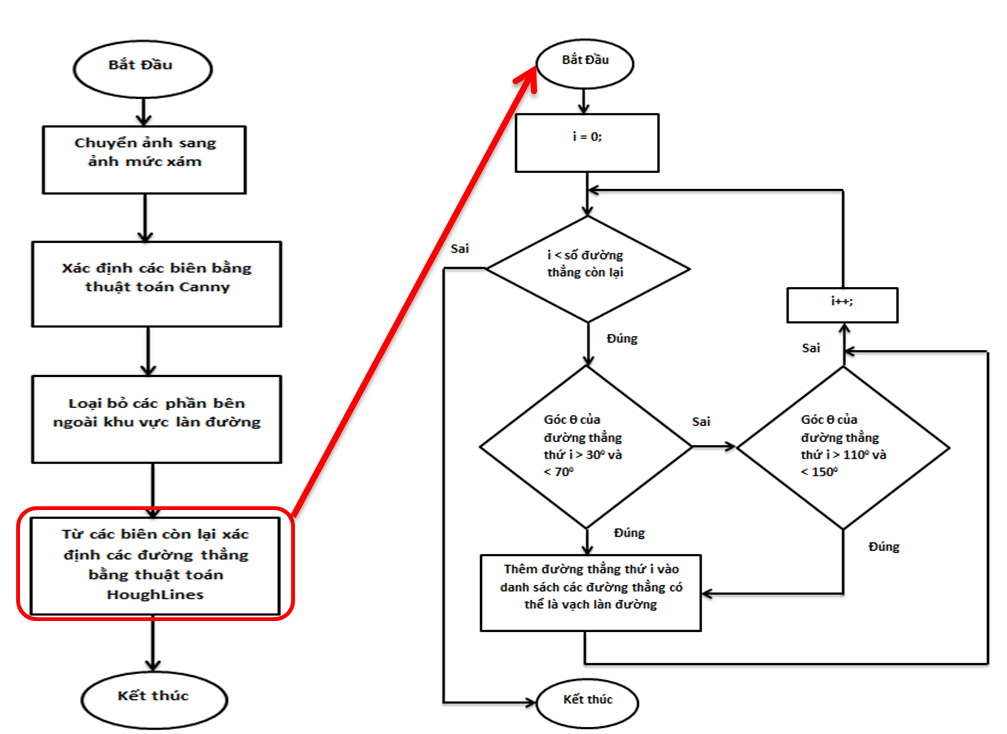 Bắt Đầu
Chuyển ảnh sang
ảnh mức xám
Xác định các biên bằng
thuật toán Canny
Loại bỏ các phần bên
ngoài khu vực làn đường
Từ các biên còn lại xác
định các đường thẳng
bằng thuật toán
HoughLines
Kết thúc
Bắt Đầu
i = 0;
Sai
i < số đường
thẳng còn lại
Đúng
i++;
Sai
Góc θ của
đường thẳng
thứ i > 30⁰ và
< 70⁰
Sai
Góc θ của
đường thẳng
thứ i > 110⁰ và
< 150⁰
Đúng
Đúng
Thêm đường thẳng thứ i vào
danh sách các đường thẳng có
thể là vạch làn đường
Kết thúc